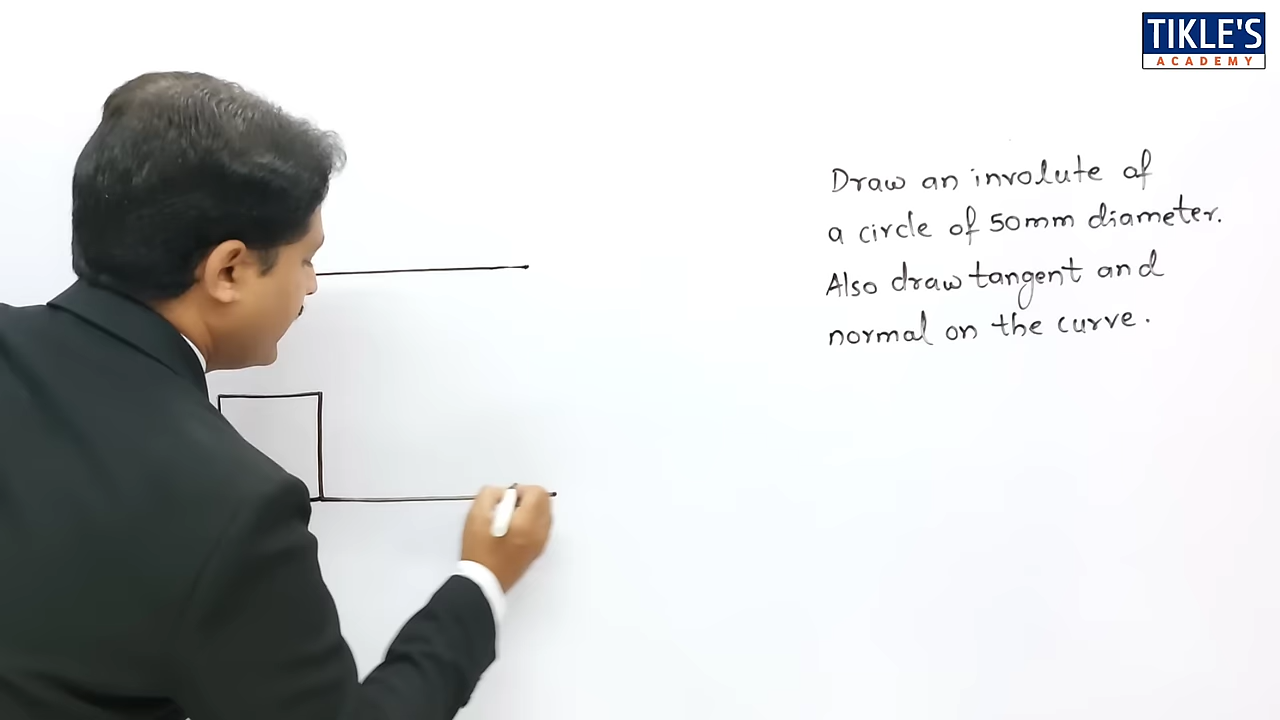 TIKLE'S
ACADEMY
Draw an involute of
a circle of 50mm diameter.
Also draw tangent and
normal on the curve.